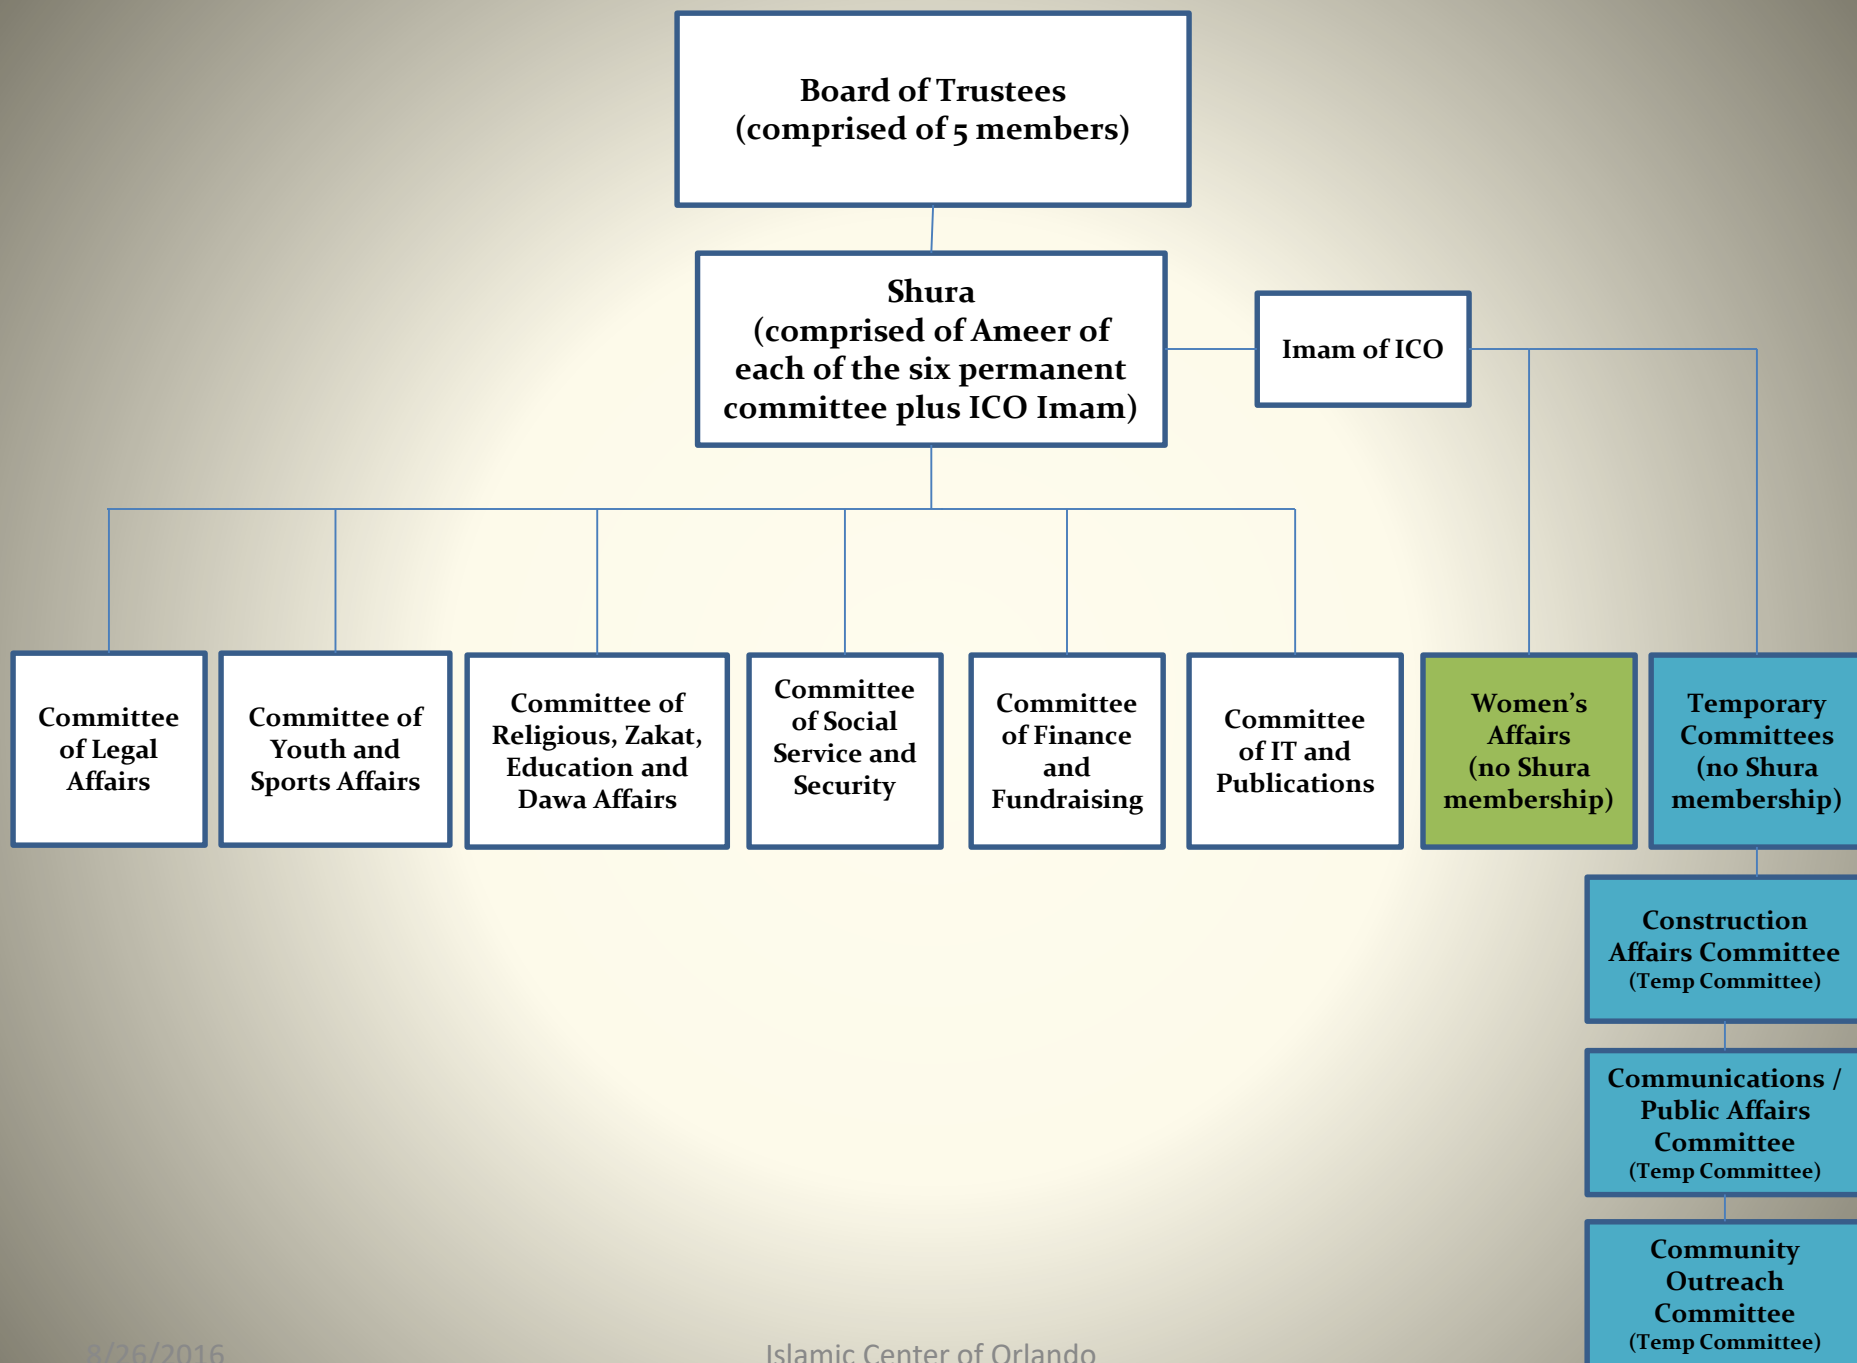 Board of Trustees
(comprised of 5 members)
Shura
(comprised of Ameer of
each of the six permanent
committee plus ICO Imam)
Imam of ICO
Committee
of Legal
Affairs
Committee of
Youth and
Sports Affairs
Committee of
Religious, Zakat,
Education and
Dawa Affairs
Committee
of Social
Service and
Security
Committee
of Finance
and
Fundraising
Committee
of IT and
Publications
Women’s
Affairs
(no Shura
membership)
Temporary
Committees
(no Shura
membership)
Construction
Affairs Committee
(Temp Committee)
Communications /
Public Affairs
Committee
(Temp Committee)
Community
Outreach
Committee
(Temp Committee)
8/26/2016
Islamic Center of Orlando